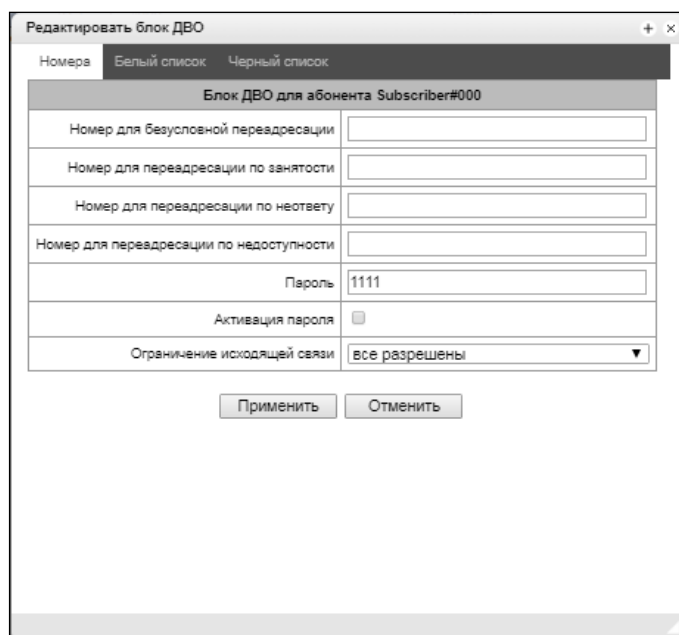 Редактировать блок ДВО
Номера Белый список Черный список
Блок ДВО для абонента Subscriber#000
Номер для безусловной переадресации
Номер для переадресации по занятости
Номер для переадресации по неответу
Номер для переадресации по недоступности
Пароль 1111
Активация пароля
Ограничение исходящей связи все разрешены
Применить Отменить